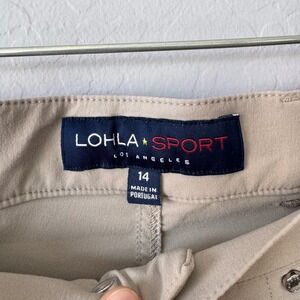 LOHLA★SPORT
LOS ANGELES
14
MADE IN
PORTUGAL